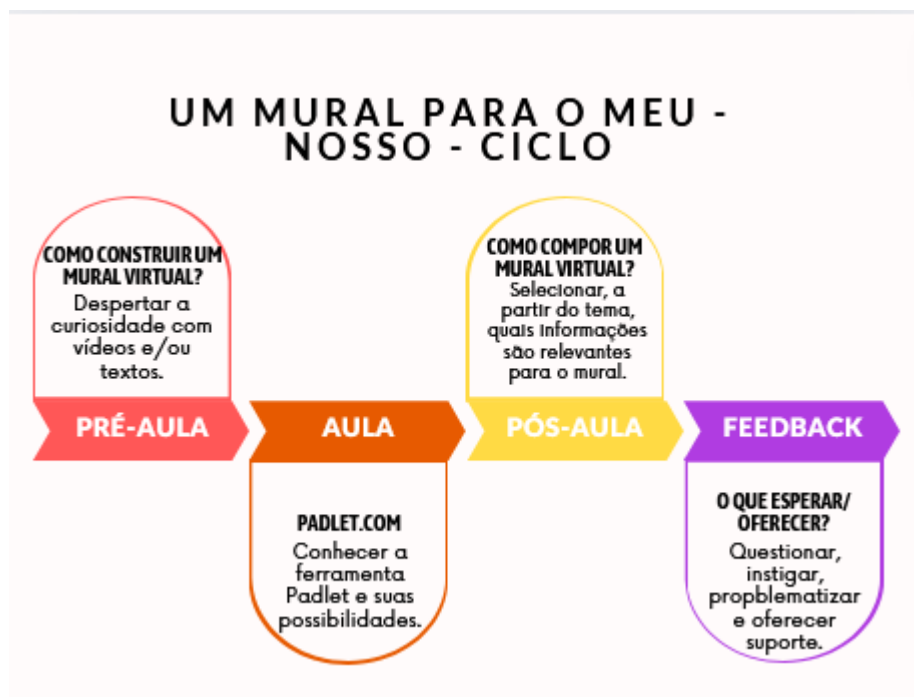 UM MURAL PARA O MEU -
NOSSO - CICLO
COMO CONSTRUIR UM
MURAL VIRTUAL?
Despertar a
curiosidade com
vídeos e/ou
textos.
PRÉ-AULA
AULA
PADLET.COM
Conhecer a
ferramenta
Padlet e suas
possibilidades.
COMO COMPOR UM
MURAL VIRTUAL?
Selecionar, a
partir do tema,
quais informações
são relevantes
para o mural.
PÓS-AULA
FEEDBACK
O QUE ESPERAR/
OFERECER?
Questionar,
instigar,
propblematizar
e oferecer
suporte.